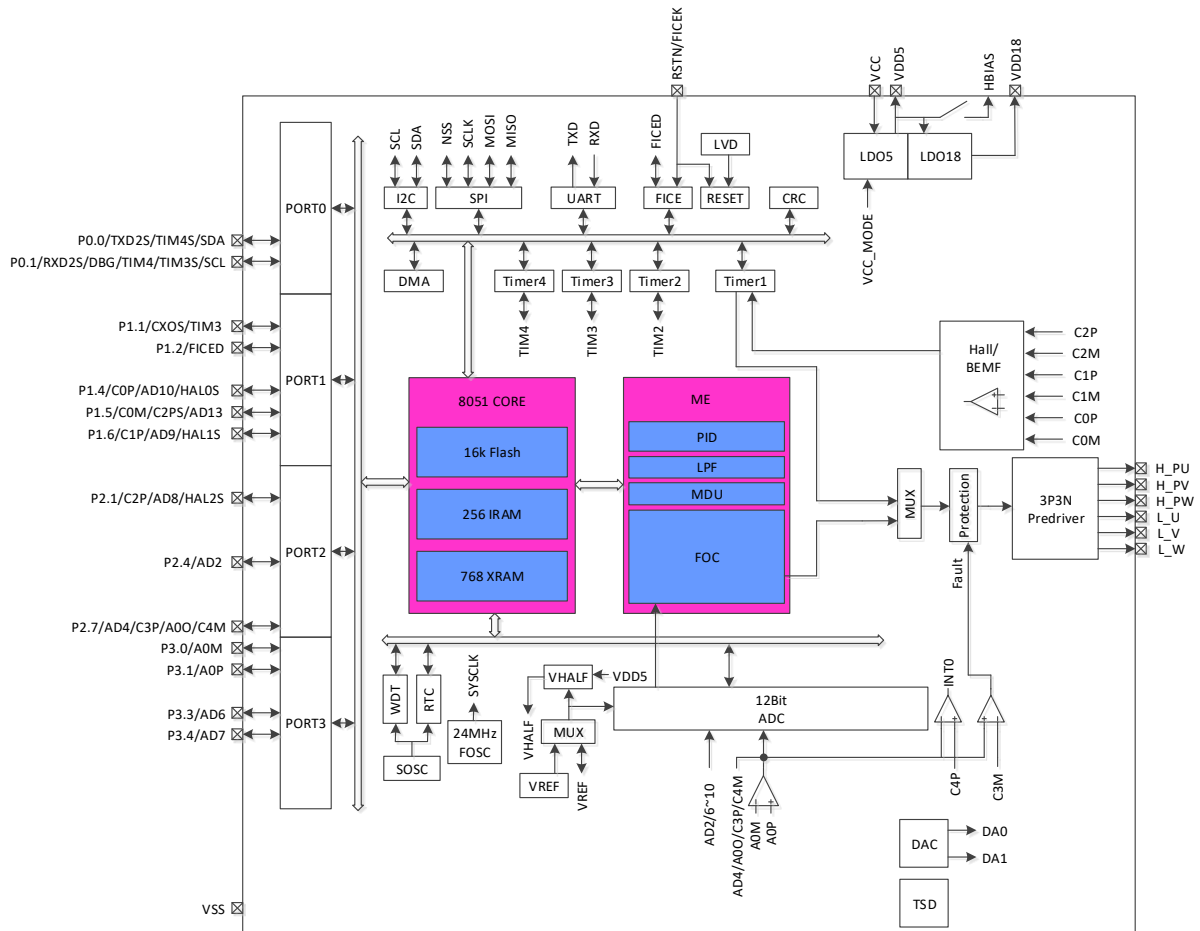 RSTN/FICEK
VCC
VDD5
HBIAS
VDD18
SCL
SDA
NSS
SCLK
MOSI
MISO
TXD
RXD
FICED
LVD
LDO5
LDO18
I2C
SPI
UART
FICE
RESET
CRC
PORT0
P0.0/TXD2S/TIM4S/SDA
P0.1/RXD2S/DBG/TIM4/TIM3S/SCL
VCC_MODE
DMA
Timer4
Timer3
Timer2
Timer1
TIM4
TIM3
TIM2
P1.1/CXOS/TIM3
P1.2/FICED
PORT1
P1.4/C0P/AD10/HAL0S
P1.5/C0M/C2PS/AD13
P1.6/C1P/AD9/HAL1S
Hall/
BEMF
C2P
C2M
C1P
C1M
C0P
C0M
8051 CORE
16k Flash
256 IRAM
768 XRAM
ME
PID
LPF
MDU
FOC
MUX
Protection
Fault
3P3N
Predriver
H_PU
H_PV
H_PW
L_U
L_V
L_W
P2.1/C2P/AD8/HAL2S
PORT2
P2.4/AD2
P2.7/AD4/C3P/A0O/C4M
P3.0/A0M
P3.1/A0P
P3.3/AD6
P3.4/AD7
PORT3
WDT
RTC
SOSC
SYSCLK
24MHz
FOSC
VHALF
VDD5
VHALF
MUX
VREF
VREF
12Bit
ADC
INT0
C4P
C3M
AD2/6~10
AD4/A0O/C3P/C4M
A0M
A0P
DAC
DA0
DA1
TSD
VSS